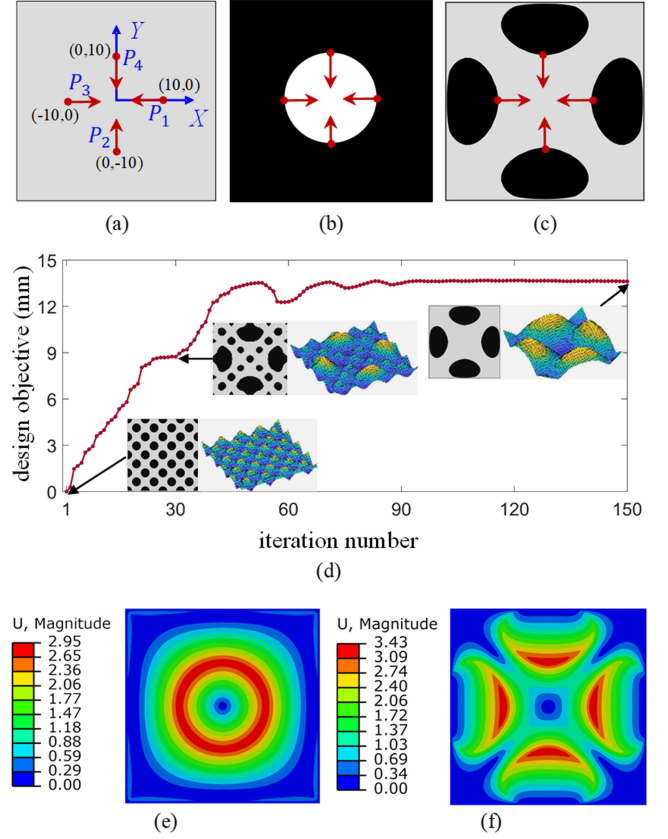 Y
(0,10)
P4
P3
(10,0)
(-10,0)
P1
X
P2
(0,-10)
(a)
(b)
(c)
15
12
9
6
3
0
design objective (mm)
1
30
60
90
120
150
iteration number
(d)
U, Magnitude
2.95
2.65
2.36
2.06
1.77
1.47
1.18
0.88
0.59
0.29
0.00
(e)
U, Magnitude
3.43
3.09
2.74
2.40
2.06
1.72
1.37
1.03
0.69
0.34
0.00
(f)